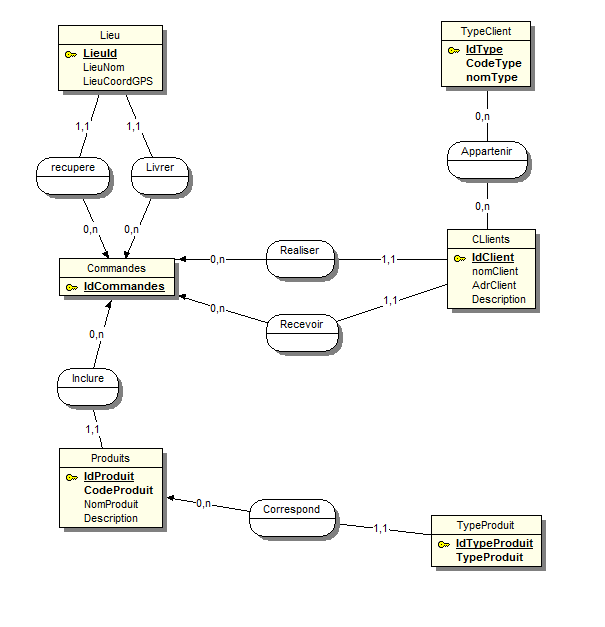 Lieu
LieuId
LieuNom
LieuCoordGPS
TypeClient
IdType
CodeType
nomType
1,1
1,1
0,n
recupere
Livrer
Appartenir
0,n
0,n
0,n
CLlients
IdClient
nomClient
AdrClient
Description
Realiser
0,n
1,1
Commandes
IdCommandes
0,n
Recevoir
1,1
0,n
Inclure
1,1
Produits
IdProduit
CodeProduit
NomProduit
Description
0,n
Correspond
1,1
TypeProduit
IdTypeProduit
TypeProduit